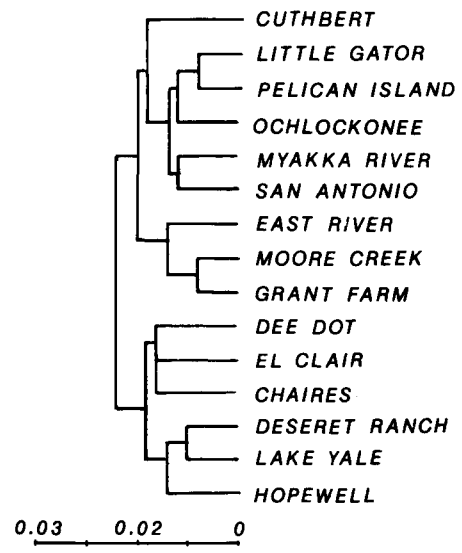 CUTHBERT
LITTLE GATOR
PELICAN ISLAND
OCHLOCKONEE
MYAKKA RIVER
SAN ANTONIO
EAST RIVER
MOORE CREEK
GRANT FARM
DEE DOT
EL CLAIR
CHAIRES
DESERET RANCH
LAKE YALE
HOPEWELL
0.03 0.02 0